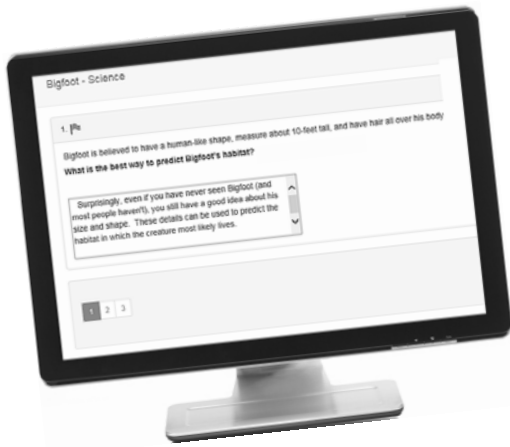 Bigfoot - Science
1.
Bigfoot is believed to have a human-like shape, measure about 10-feet tall, and have hair all over his body
What is the best way to predict Bigfoot's habitat?
Surprisingly, even if you have never seen Bigfoot (and
most people haven't), you still have a good idea about his
size and shape. These details can be used to predict the
habitat in which the creature most likely lives.
1 2 3